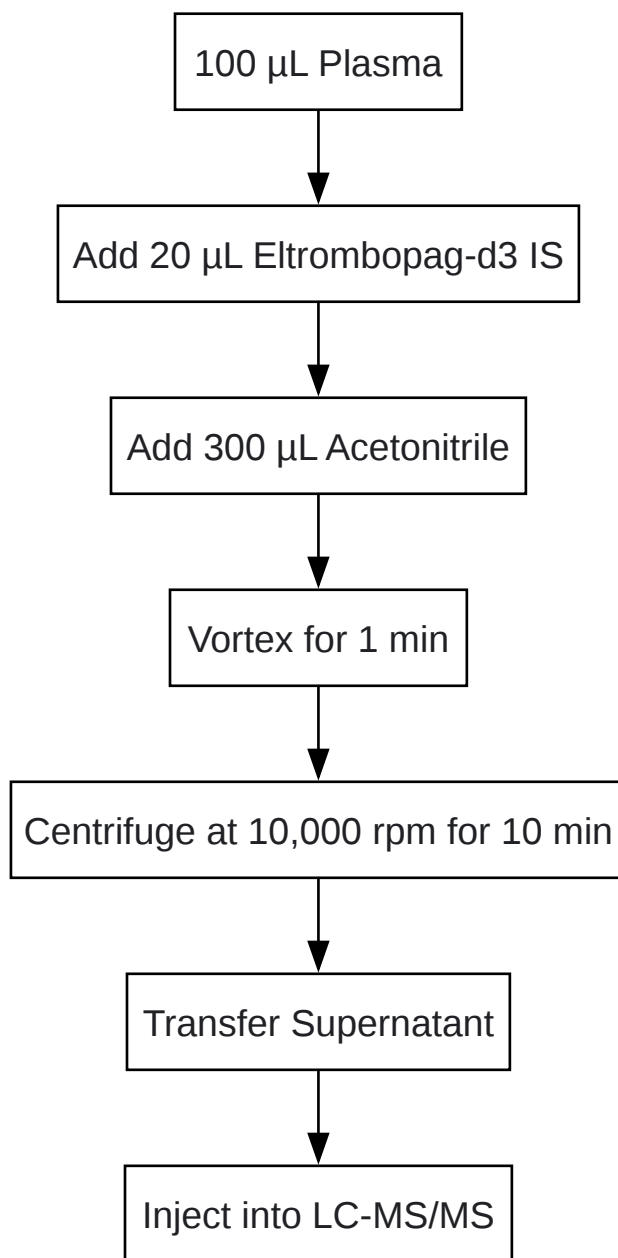 100 µL Plasma
Add 20 µL Eltrombopag-d3 IS
Add 300 µL Acetonitrile
Vortex for 1 min
Centrifuge at 10,000 rpm for 10 min
Transfer Supernatant
Inject into LC-MS/MS